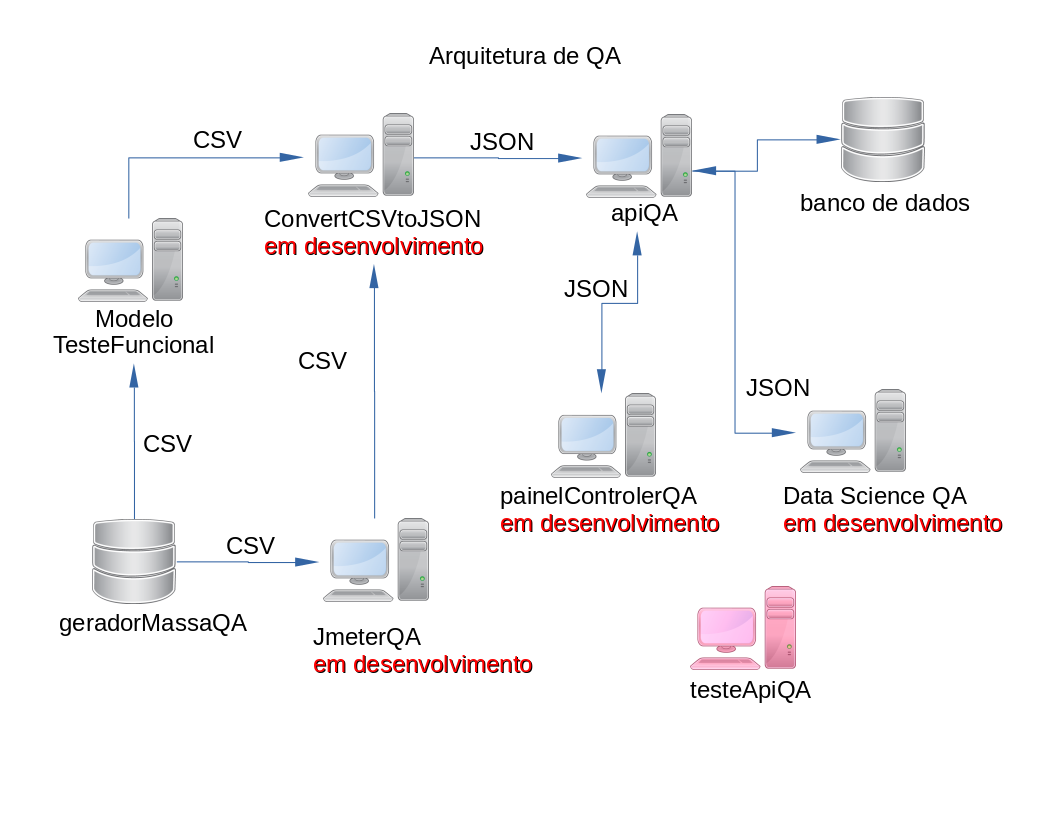 Arquitetura de QA
CSV
JSON
ConvertCSVtoJSON
em desenvolvimento
apiQA
banco de dados
Modelo
TesteFuncional
JSON
CSV
JSON
CSV
painelControlerQA
em desenvolvimento
Data Science QA
em desenvolvimento
CSV
geradorMassaQA
JmeterQA
em desenvolvimento
testeApiQA